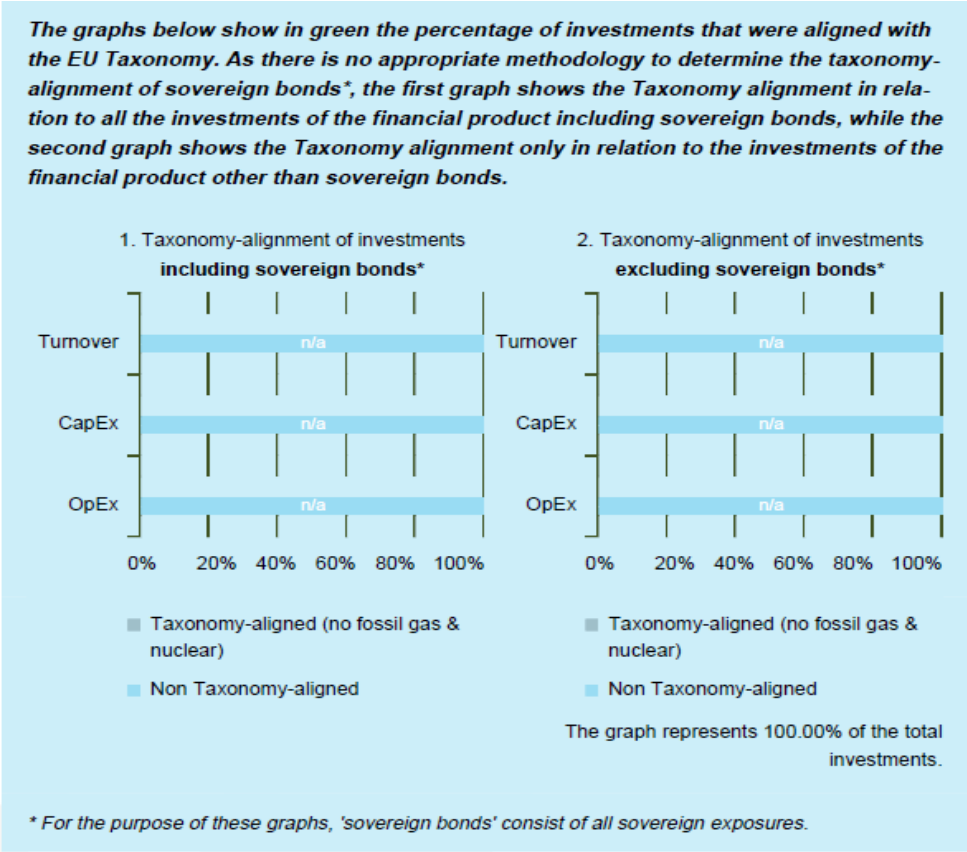 The graphs below show in green the percentage of investments that were aligned with
the EU Taxonomy. As there is no appropriate methodology to determine the taxonomy-
alignment of sovereign bonds*, the first graph shows the Taxonomy alignment in rela-
tion to all the investments of the financial product including sovereign bonds, while the
second graph shows the Taxonomy alignment only in relation to the investments of the
financial product other than sovereign bonds.
1. Taxonomy-alignment of investments
including sovereign bonds*
Turnover
n/a
CapEx
n/a
OpEx
n/a
0% 20% 40% 60% 80% 100%
Taxonomy-aligned (no fossil gas &
nuclear)
Non Taxonomy-aligned
2. Taxonomy-alignment of investments
excluding sovereign bonds*
Turnover
n/a
CapEx
n/a
OpEx
n/a
0% 20% 40% 60% 80% 100%
Taxonomy-aligned (no fossil gas &
nuclear)
Non Taxonomy-aligned
The graph represents 100.00% of the total
investments.
* For the purpose of these graphs, 'sovereign bonds' consist of all sovereign exposures.